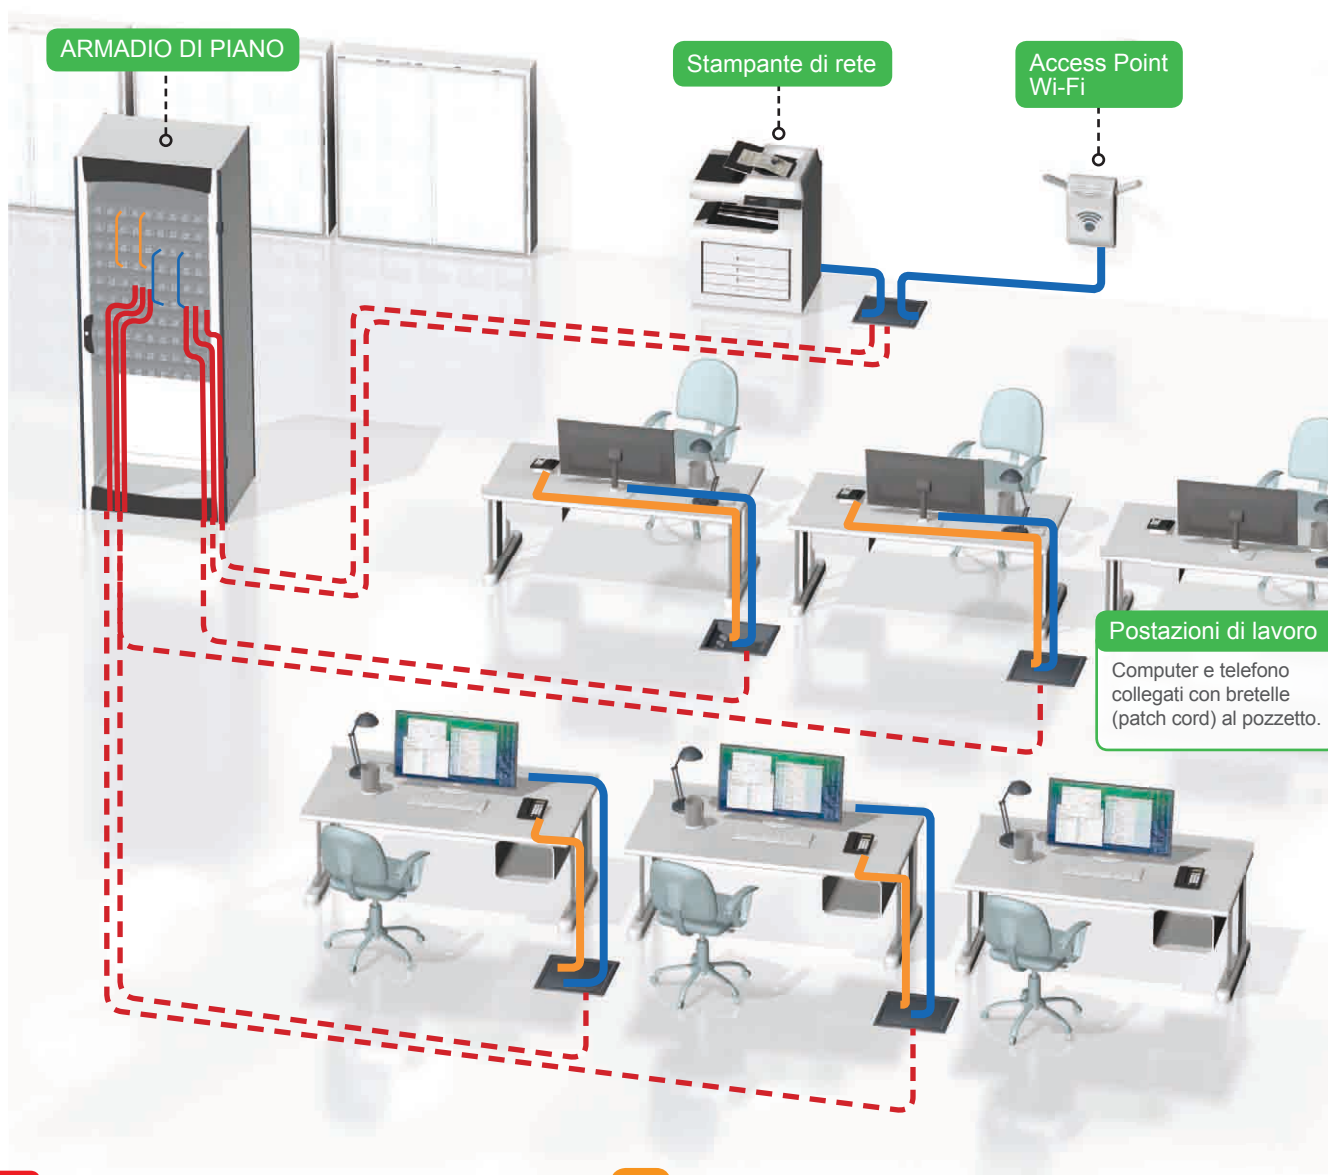 ARMADIO DI PIANO
Stampante di rete
Access Point
Wi-Fi
Postazioni di lavoro
Computer e telefono
collegati con bretelle
(patch cord) al pozzetto.